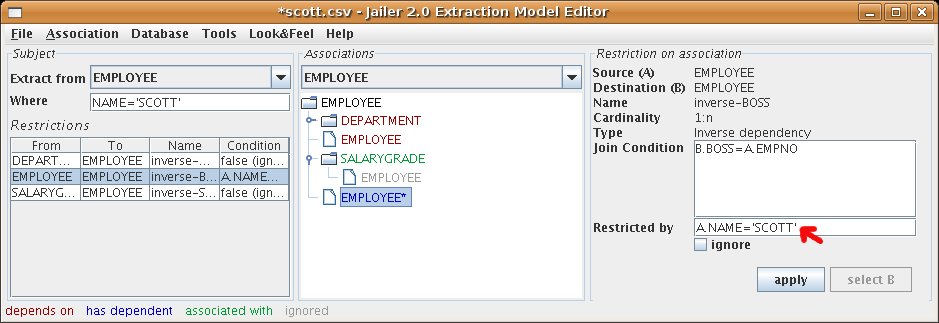 *scott.csv - Jailer 2.0 Extraction Model Editor
File Association Database Tools Look&Feel Help
Subject
Extract from EMPLOYEE
Where NAME='SCOTT'
Restrictions
From To Name Condition
DEPART... EMPLOYEE inverse-... false (ign...
EMPLOYEE EMPLOYEE inverse-B... A.NAME...
SALARYG... EMPLOYEE inverse-S... false (ign...
Associations
EMPLOYEE
EMPLOYEE
DEPARTMENT
EMPLOYEE
SALARYGRADE
EMPLOYEE
EMPLOYEE*
Restriction on association
Source (A) EMPLOYEE
Destination (B) EMPLOYEE
Name inverse-BOSS
Cardinality 1:n
Type Inverse dependency
Join Condition B.BOSS=A.EMPNO
Restricted by A.NAME='SCOTT'
ignore
apply select B
depends on has dependent associated with ignored